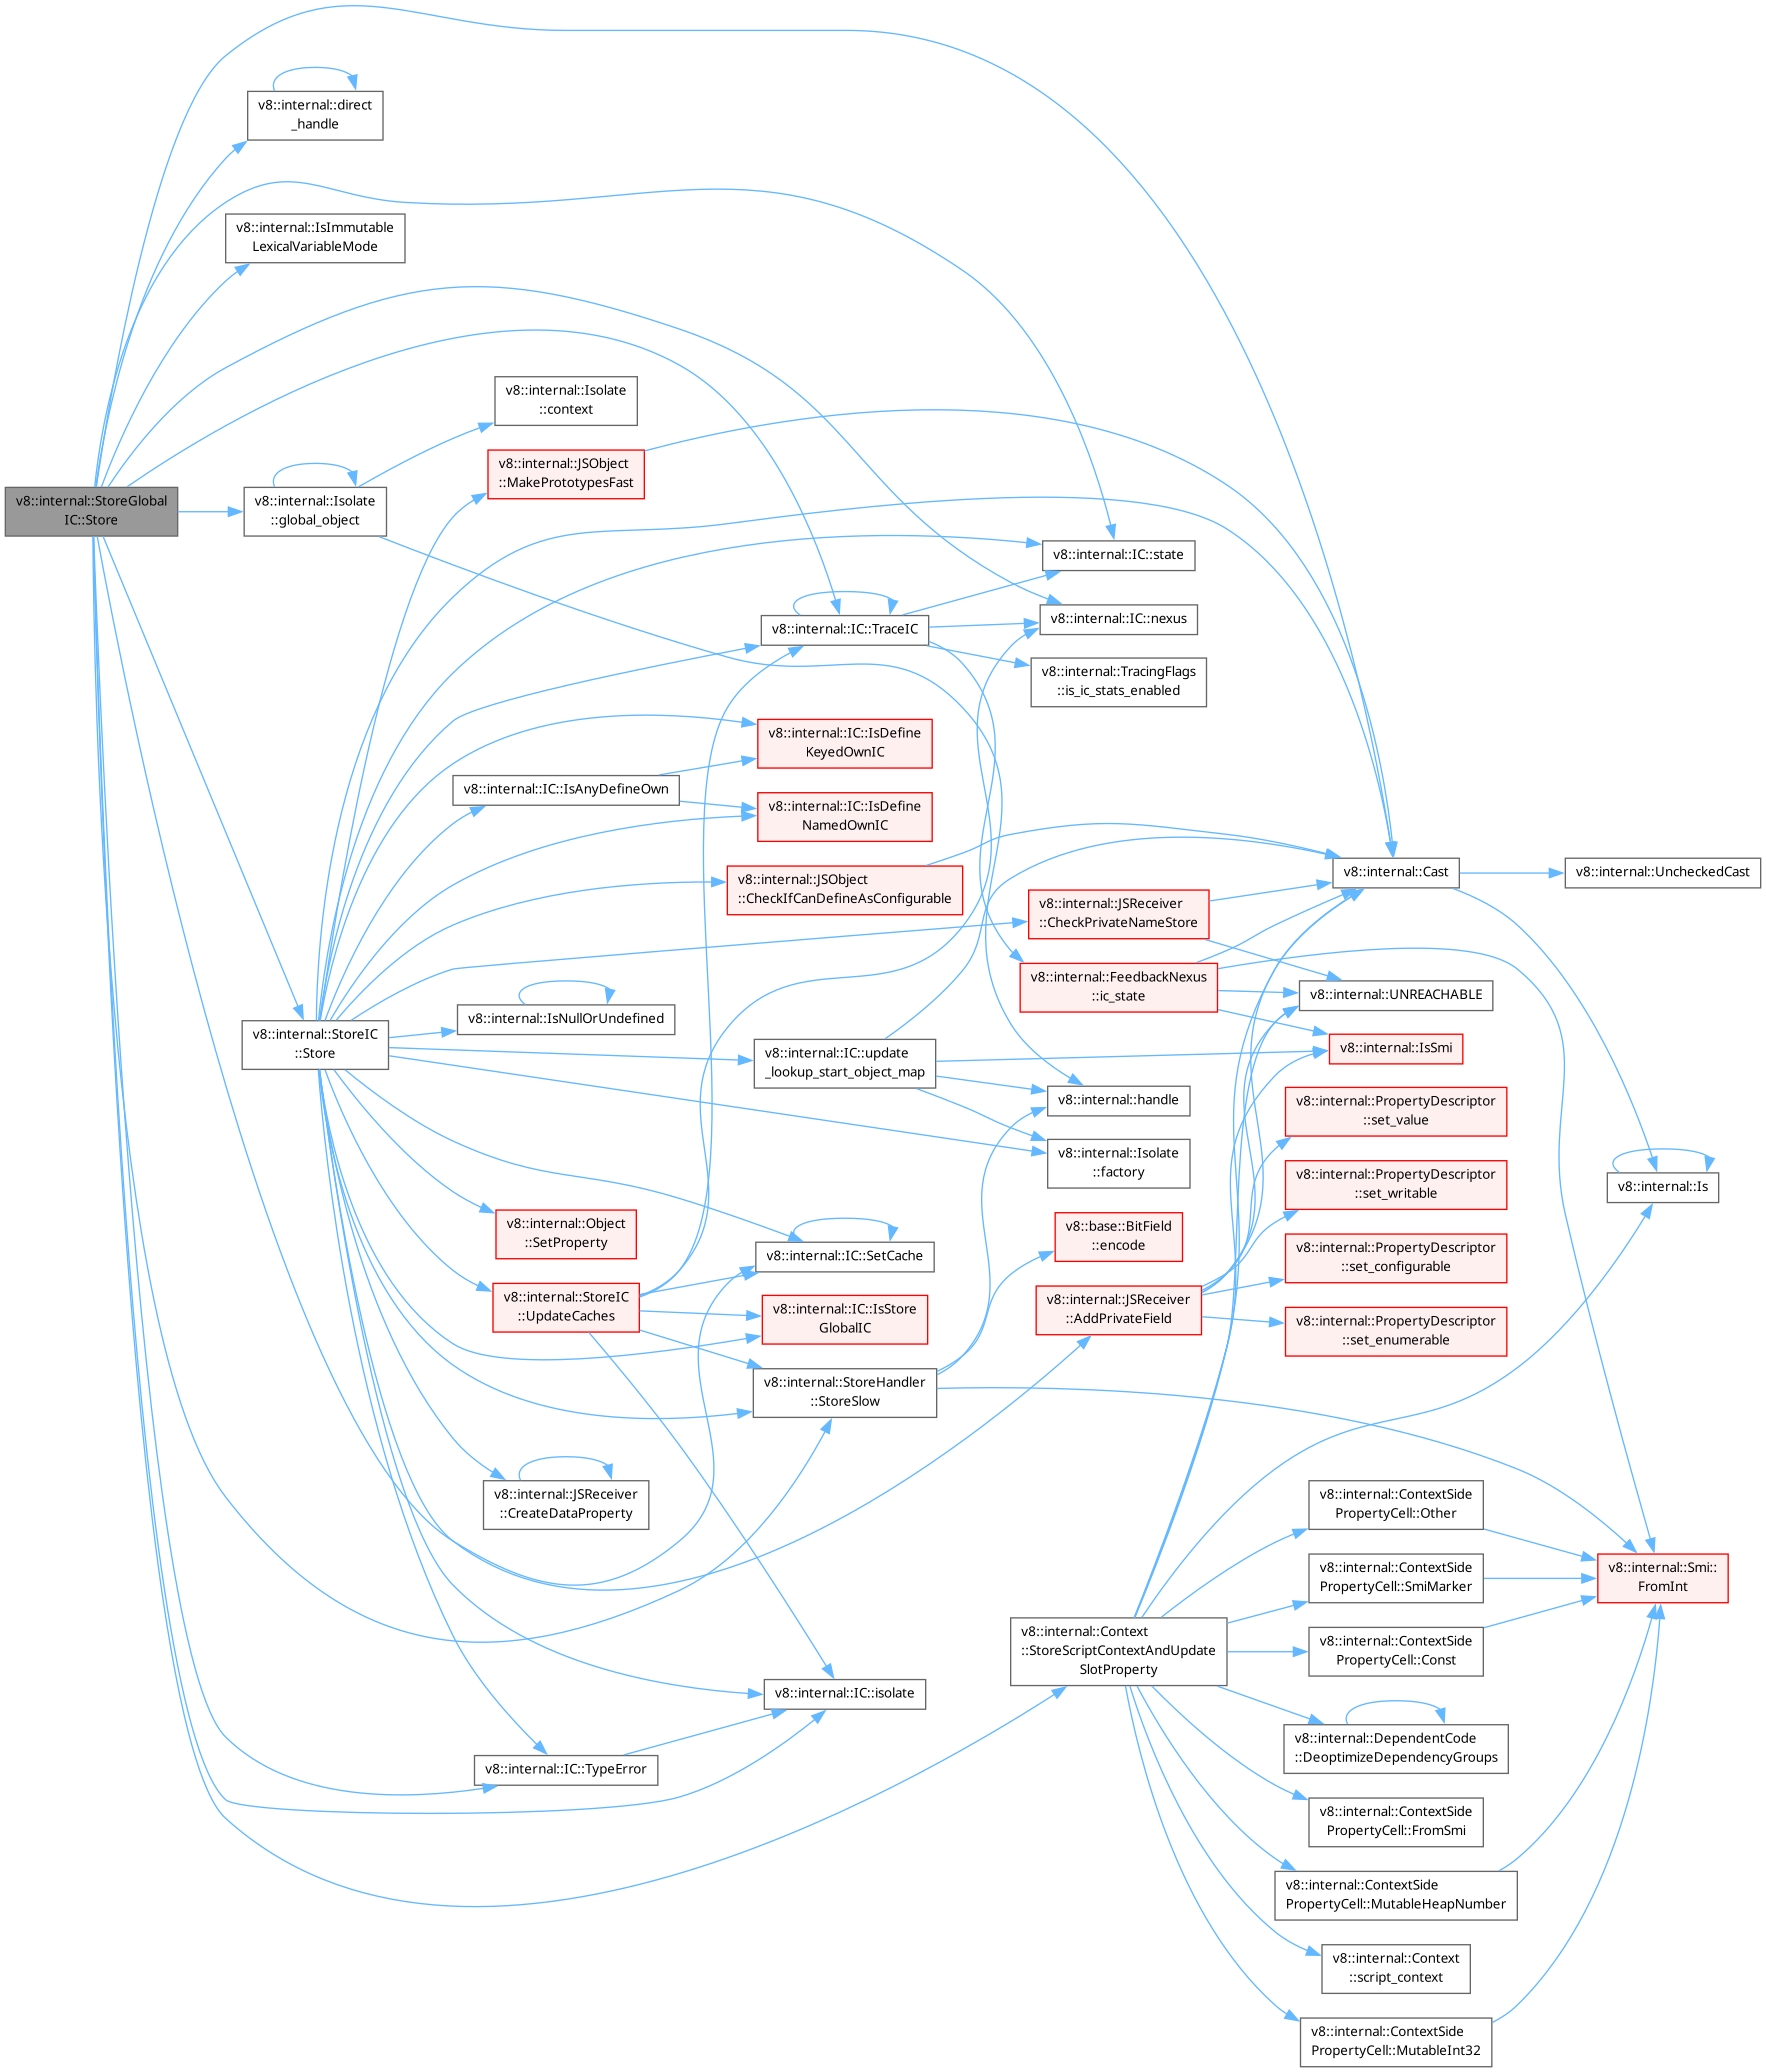 v8::internal::StoreGlobal
IC::Store
v8::internal::direct
_handle
v8::internal::IsImmutable
LexicalVariableMode
v8::internal::Isolate
::global_object
v8::internal::StoreIC
::Store
v8::internal::Isolate
::context
v8::internal::JSObject
::MakePrototypesFast
v8::internal::IC::IsAnyDefineOwn
v8::internal::IsNullOrUndefined
v8::internal::Object
::SetProperty
v8::internal::StoreIC
::UpdateCaches
v8::internal::JSReceiver
::CreateDataProperty
v8::internal::IC::TypeError
v8::internal::IC::TraceIC
v8::internal::IC::IsDefine
KeyedOwnIC
v8::internal::IC::IsDefine
NamedOwnIC
v8::internal::JSObject
::CheckIfCanDefineAsConfigurable
v8::internal::IC::update
_lookup_start_object_map
v8::internal::IC::SetCache
v8::internal::IC::IsStore
GlobalIC
v8::internal::StoreHandler
::StoreSlow
v8::internal::IC::isolate
v8::internal::IC::state
v8::internal::IC::nexus
v8::internal::TracingFlags
::is_ic_stats_enabled
v8::internal::JSReceiver
::CheckPrivateNameStore
v8::internal::FeedbackNexus
::ic_state
v8::internal::handle
v8::internal::Isolate
::factory
v8::base::BitField
::encode
v8::internal::JSReceiver
::AddPrivateField
v8::internal::Context
::StoreScriptContextAndUpdate
SlotProperty
v8::internal::Cast
v8::internal::UNREACHABLE
v8::internal::IsSmi
v8::internal::PropertyDescriptor
::set_value
v8::internal::PropertyDescriptor
::set_writable
v8::internal::PropertyDescriptor
::set_configurable
v8::internal::PropertyDescriptor
::set_enumerable
v8::internal::ContextSide
PropertyCell::Other
v8::internal::ContextSide
PropertyCell::SmiMarker
v8::internal::ContextSide
PropertyCell::Const
v8::internal::DependentCode
::DeoptimizeDependencyGroups
v8::internal::ContextSide
PropertyCell::FromSmi
v8::internal::ContextSide
PropertyCell::MutableHeapNumber
v8::internal::Context
::script_context
v8::internal::ContextSide
PropertyCell::MutableInt32
v8::internal::UncheckedCast
v8::internal::Is
v8::internal::Smi::
FromInt